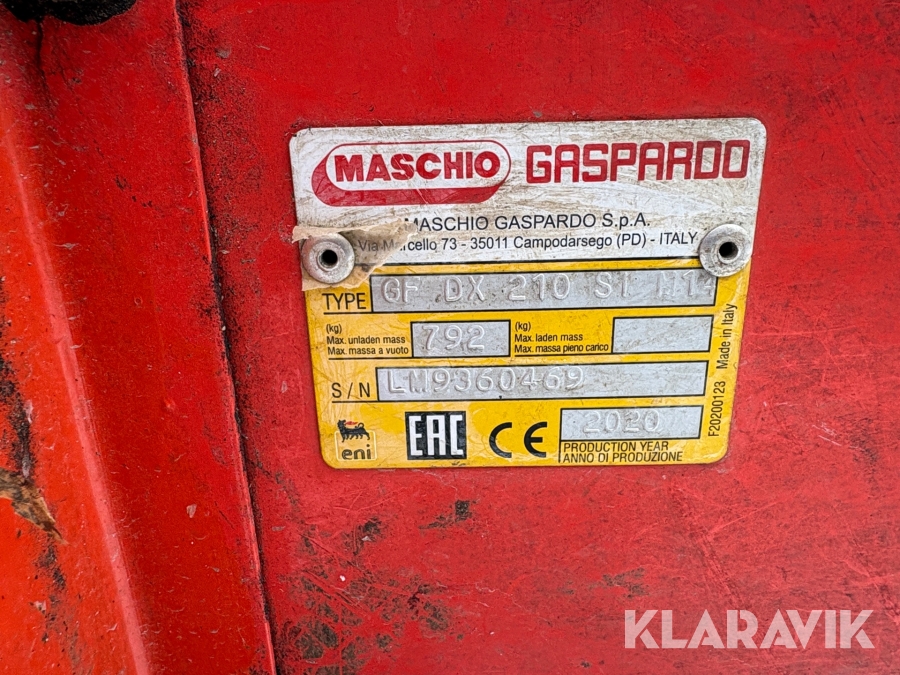 MASCHIO GASPARDO
MASCHIO GASPARDO S.p.A.
Via Marcello 73 - 35011 Campodarsego (PD) - ITALY
TYPE GF DX 210 SI H14
(kg)
Max. unladen mass
Max. massa a vuoto
792
(kg)
Max. laden mass
Max. massa pieno carico
S/N LM9360469
eni
EAC CE
2020
PRODUCTION YEAR
ANNO DI PRODUZIONE
F20200123 Made in Italy
KLARAVIK